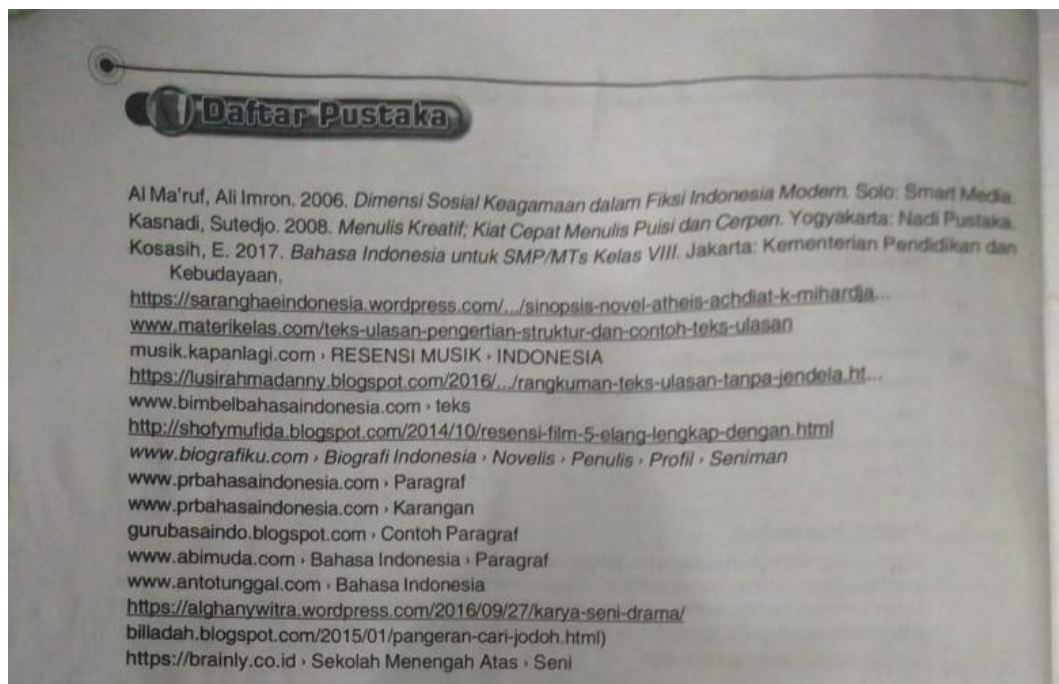 Daftar Pustaka
Al Ma'ruf, Ali Imron. 2006. Dimensi Sosial Keagamaan dalam Fiksi Indonesia Modern. Solo: Smart Media.
Kasnadi, Sutedjo. 2008. Menulis Kreatif; Kiat Cepat Menulis Puisi dan Cerpen. Yogyakarta: Nadi Pustaka.
Kosasih, E. 2017. Bahasa Indonesia untuk SMP/MTs Kelas VIII. Jakarta: Kementerian Pendidikan dan
Kebudayaan.
https://saranghaeindonesia.wordpress.com/.../sinopsis-novel-atheis-achdiat-k-mihardja...
www.materikelas.com/teks-ulasan-pengertian-struktur-dan-contoh-teks-ulasan
musik.kapanlagi.com › RESENSI MUSIK › INDONESIA
https://lusirahmadanny.blogspot.com/2016/.../rangkuman-teks-ulasan-tanpa-jendela.ht...
www.bimbelbahasaindonesia.com › teks
http://shofymufida.blogspot.com/2014/10/resensi-film-5-elang-lengkap-dengan.html
www.biografiku.com › Biografi Indonesia › Novelis › Penulis › Profil › Seniman
www.prbahasaindonesia.com › Paragraf
www.prbahasaindonesia.com › Karangan
gurubasaindo.blogspot.com › Contoh Paragraf
www.abimuda.com › Bahasa Indonesia › Paragraf
www.antotunggal.com › Bahasa Indonesia
https://alghanywitra.wordpress.com/2016/09/27/karya-seni-drama/
billadah.blogspot.com/2015/01/pangeran-cari-jodoh.html)
https://brainly.co.id › Sekolah Menengah Atas › Seni